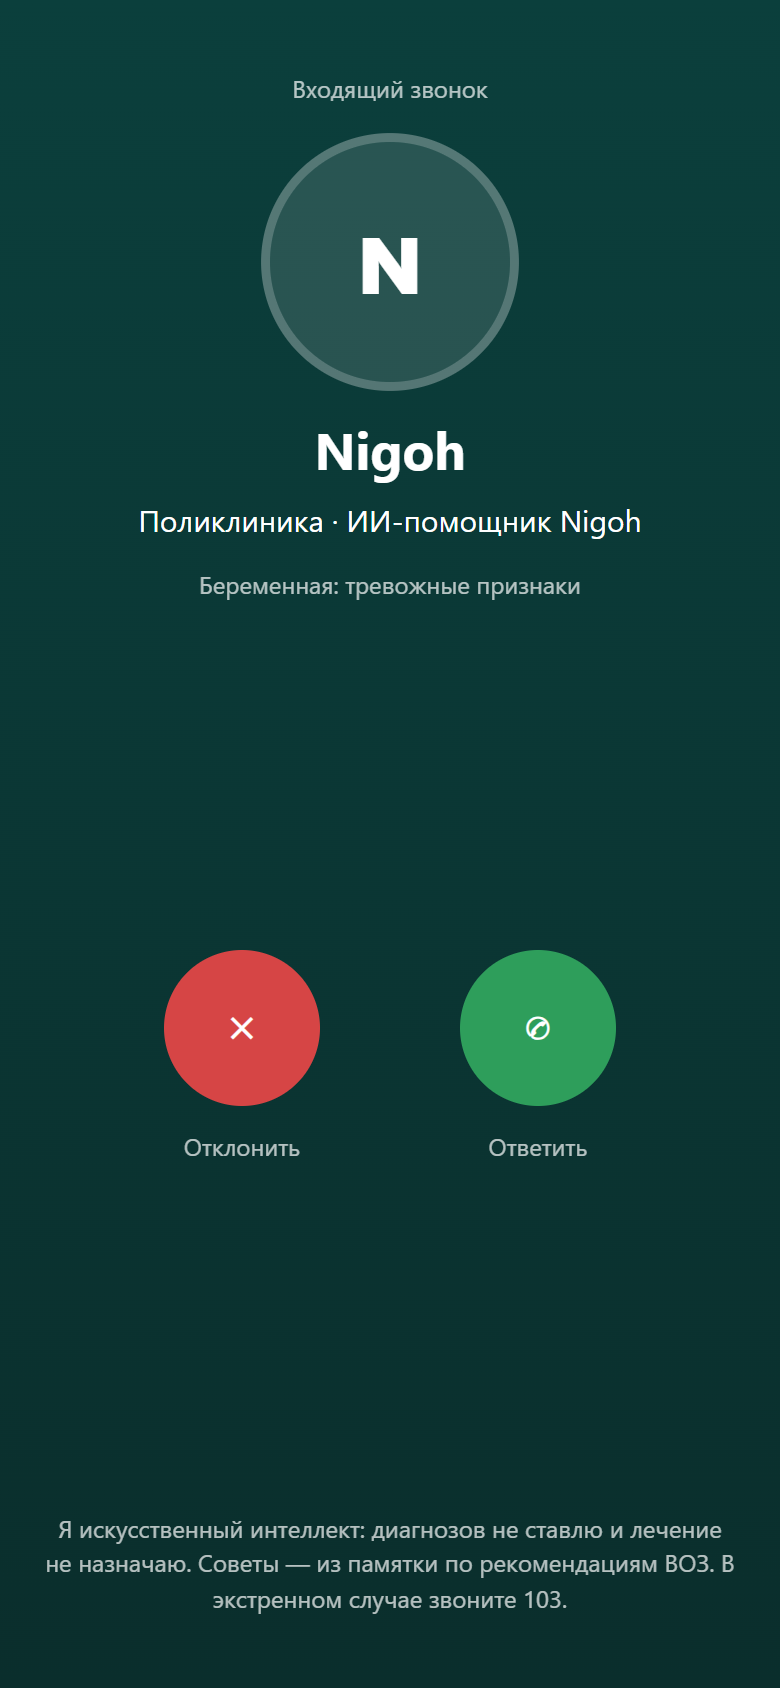 Входящий звонок
N
Nigoh
Поликлиника · ИИ-помощник Nigoh
Беременная: тревожные признаки
Отклонить
Ответить
Я искусственный интеллект: диагнозов не ставлю и лечение
не назначаю. Советы — из памятки по рекомендациям ВОЗ. В
экстренном случае звоните 103.